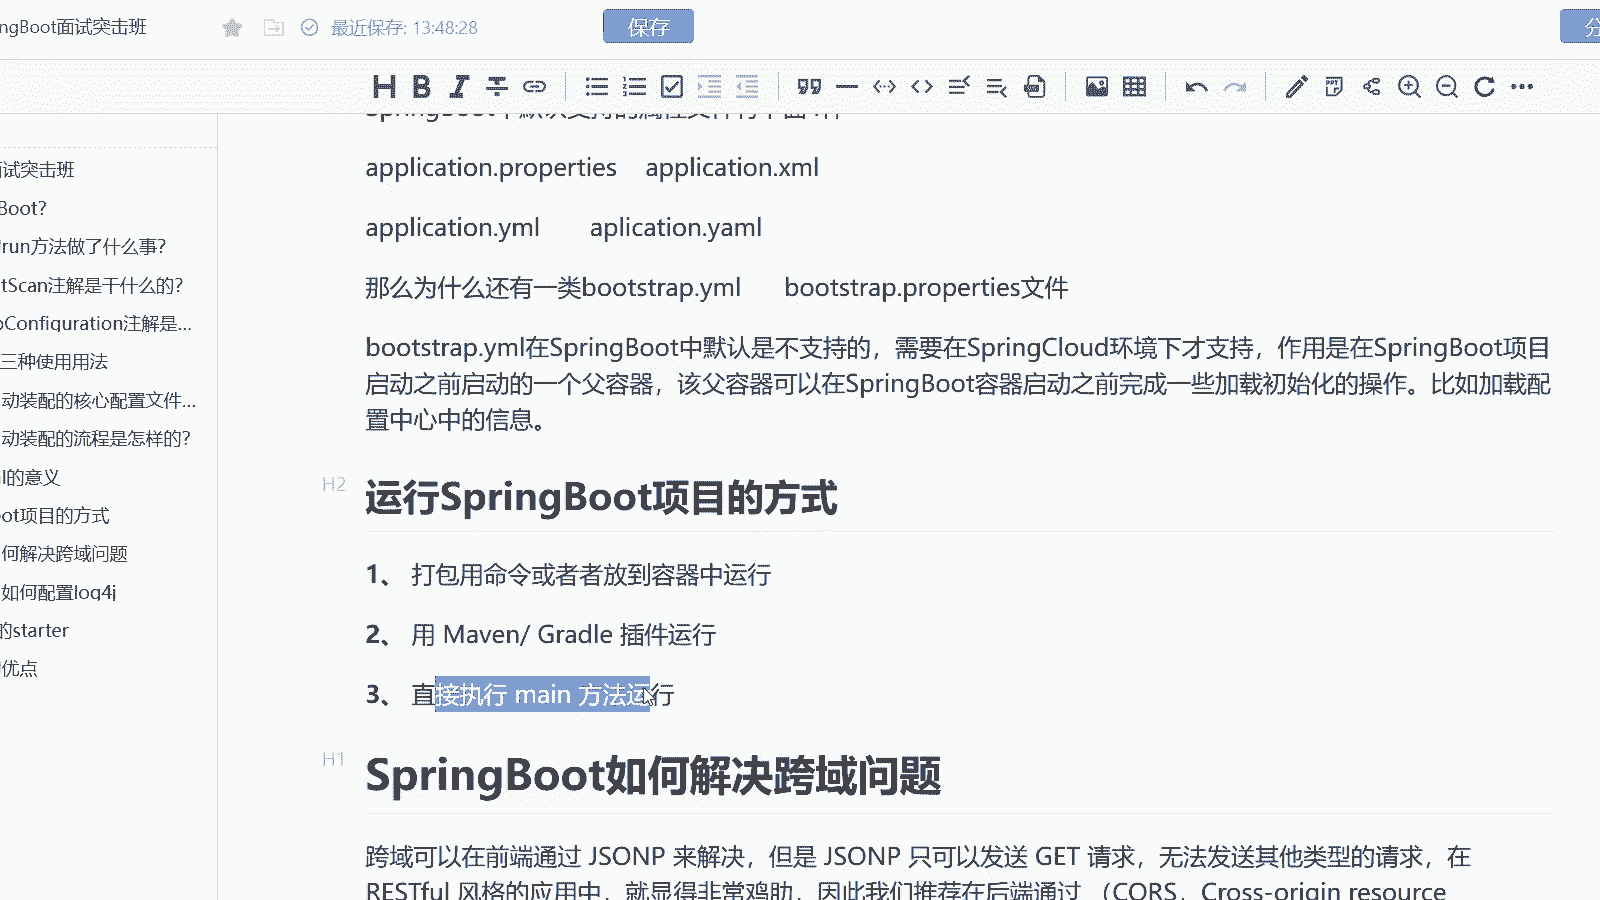 ngBoot面试突击班
最近保存: 13:48:28
保存
分
application.properties application.xml
application.yml aplication.yaml
那么为什么还有一类bootstrap.yml bootstrap.properties文件
bootstrap.yml在SpringBoot中默认是不支持的，需要在SpringCloud环境下才支持，作用是在SpringBoot项目
启动之前启动的一个父容器，该父容器可以在SpringBoot容器启动之前完成一些加载初始化的操作。比如加载配
置中心中的信息。
H2
运行SpringBoot项目的方式
1、 打包用命令或者者放到容器中运行
2、 用 Maven/ Gradle 插件运行
3、 直接执行 main 方法运行
H1
SpringBoot如何解决跨域问题
跨域可以在前端通过 JSONP 来解决，但是 JSONP 只可以发送 GET 请求，无法发送其他类型的请求，在
RESTful 风格的应用中，就显得非常鸡肋，因此我们推荐在后端通过 （CORS，Cross-origin resource
面试突击班
Boot?
run方法做了什么事?
tScan注解是干什么的?
oConfiguration注解是...
三种使用用法
动装配的核心配置文件...
动装配的流程是怎样的?
l的意义
ot项目的方式
何解决跨域问题
如何配置log4j
的starter
优点